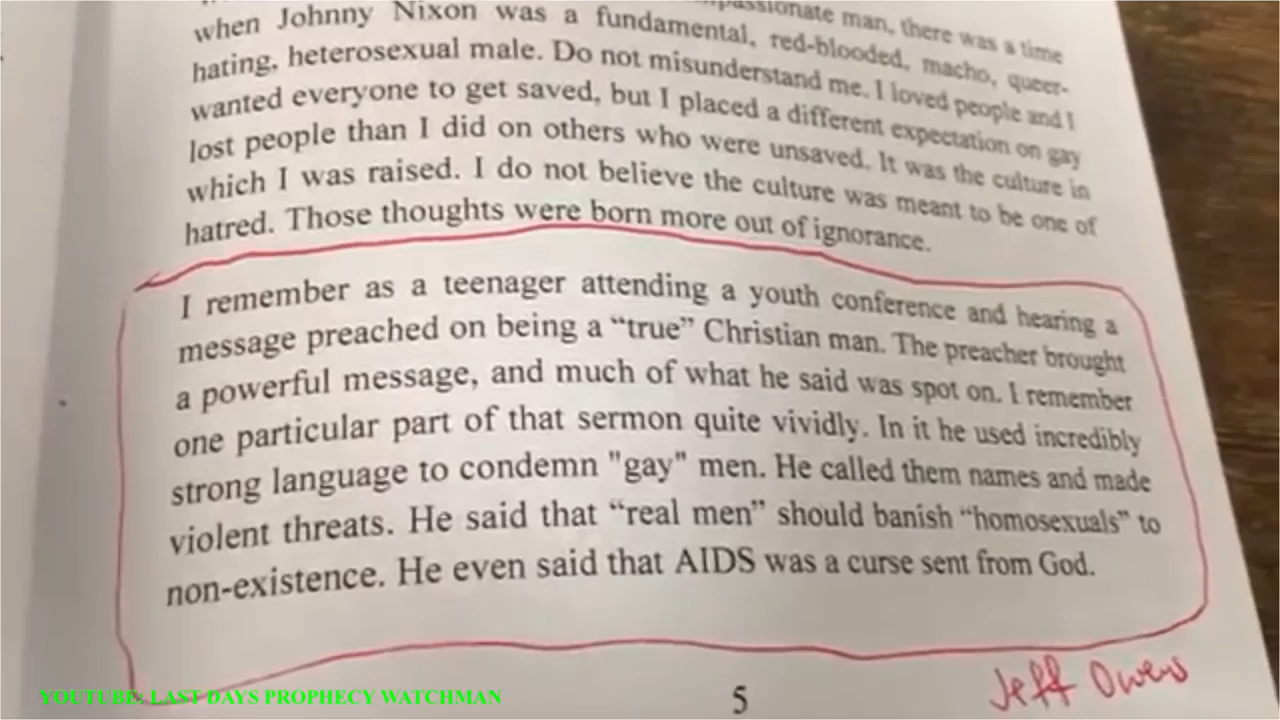 passionate man, there was a time
when Johnny Nixon was a fundamental, red-blooded, macho, queer-
hating, heterosexual male. Do not misunderstand me. I loved people and I
wanted everyone to get saved, but I placed a different expectation on gay
lost people than I did on others who were unsaved. It was the culture in
which I was raised. I do not believe the culture was meant to be one of
hatred. Those thoughts were born more out of ignorance.
I remember as a teenager attending a youth conference and hearing a
message preached on being a “true” Christian man. The preacher brought
a powerful message, and much of what he said was spot on. I remember
one particular part of that sermon quite vividly. In it he used incredibly
strong language to condemn "gay" men. He called them names and made
violent threats. He said that “real men” should banish “homosexuals” to
non-existence. He even said that AIDS was a curse sent from God.
Jeff Owens
5
YOUTUBE: LAST DAYS PROPHECY WATCHMAN